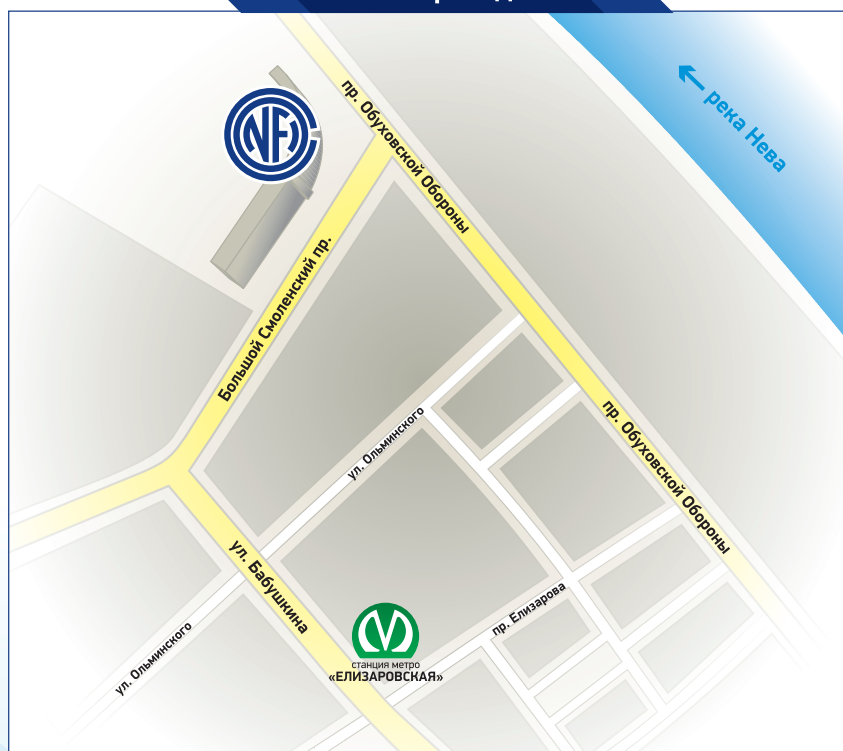 пр. Обуховской Обороны
← река Нева
CNFI
Большой Смоленский пр.
ул. Ольминского
пр. Обуховской Обороны
ул. Бабушкина
пр. Елизарова
ул. Ольминского
станция метро
«ЕЛИЗАРОВСКАЯ»